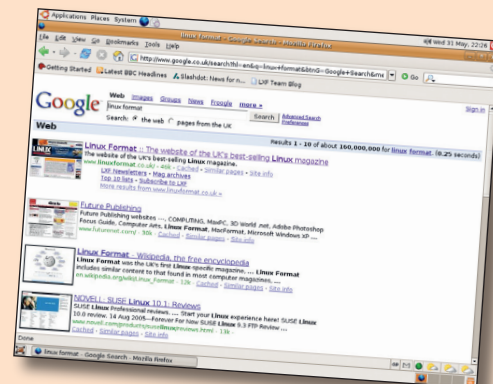 Applications Places System
Wed 31 May, 22:26
linux format - Google Search - Mozilla Firefox
File Edit View Go Bookmarks Tools Help
http://www.google.co.uk/search?hl=en&q=linux+format&btnG=Google+Search&me
Go
Getting Started Latest BBC Headlines Slashdot: News for n... LXF Team Blog
Sign in
Google
Web Images Groups News Froogle more »
linux format
Search
Advanced Search
Preferences
Search: the web pages from the UK
Web
Results 1 - 10 of about 160,000,000 for linux format. (0.25 seconds)
Linux Format :: The website of the UK's best-selling Linux magazine
The website of the UK's best-selling Linux magazine.
www.linuxformat.co.uk/ - 46k - Cached - Similar pages - Site info
LXF Newsletters - Mag archives
Top 10 lists - Subscribe to LXF
More results from www.linuxformat.co.uk »
Future Publishing
Future Publishing websites ..., COMPUTING, MaxPC, 3D World .net, Adobe Photoshop
Focus Guide, Computer Arts, Linux Format, MacFormat, Microsoft Windows XP ...
www.futurenet.com/ - 30k - Cached - Similar pages - Site info
Linux Format - Wikipedia, the free encyclopedia
Linux Format was the UK's first Linux-specific magazine, ... Linux Format
includes similar content to that found in most computer magazines, ...
en.wikipedia.org/wiki/Linux_Format - 12k - Cached - Similar pages - Site info
NOVELL: SUSE Linux 10.1: Reviews
SUSE Linux Professional reviews. ... Start your Linux experience here! SUSE Linux
10.0 review. 14 Aug 2005—Forever For Now SUSE Linux 9.3 FTP Review ...
www.novell.com/products/suselinux/reviews.html - 13k -
Cached - Similar pages - Site info
Done
linux format - Google Search - Mozilla Firefox